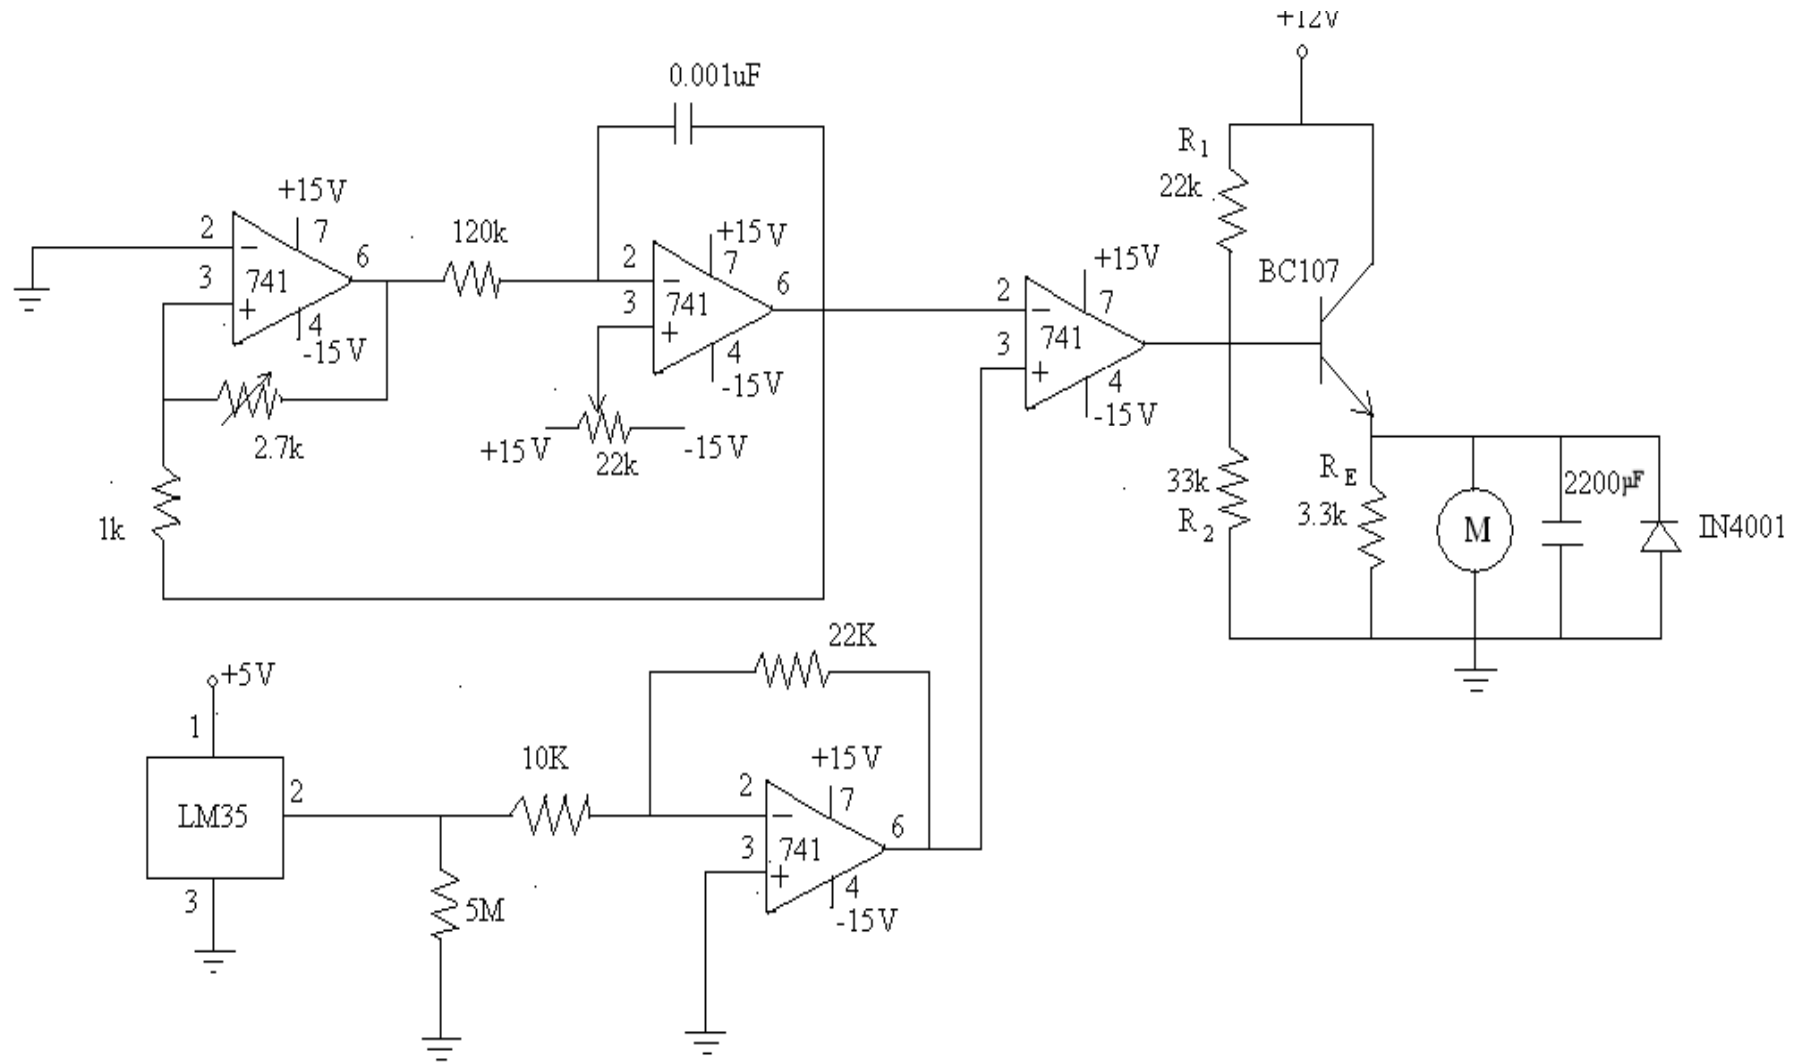 +12V
0.001uF
R1
22k
+15V
2
7
120k
+15V
6
3
741
2
7
+15V
BC107
4
-15V
3
741
6
2
7
4
-15V
3
741
4
-15V
2.7k
+15V
22k
-15V
33k
R2
RE
3.3k
M
2200µF
IN4001
1k
22K
+5V
1
10K
+15V
2
7
LM35
2
6
3
741
3
5M
4
-15V